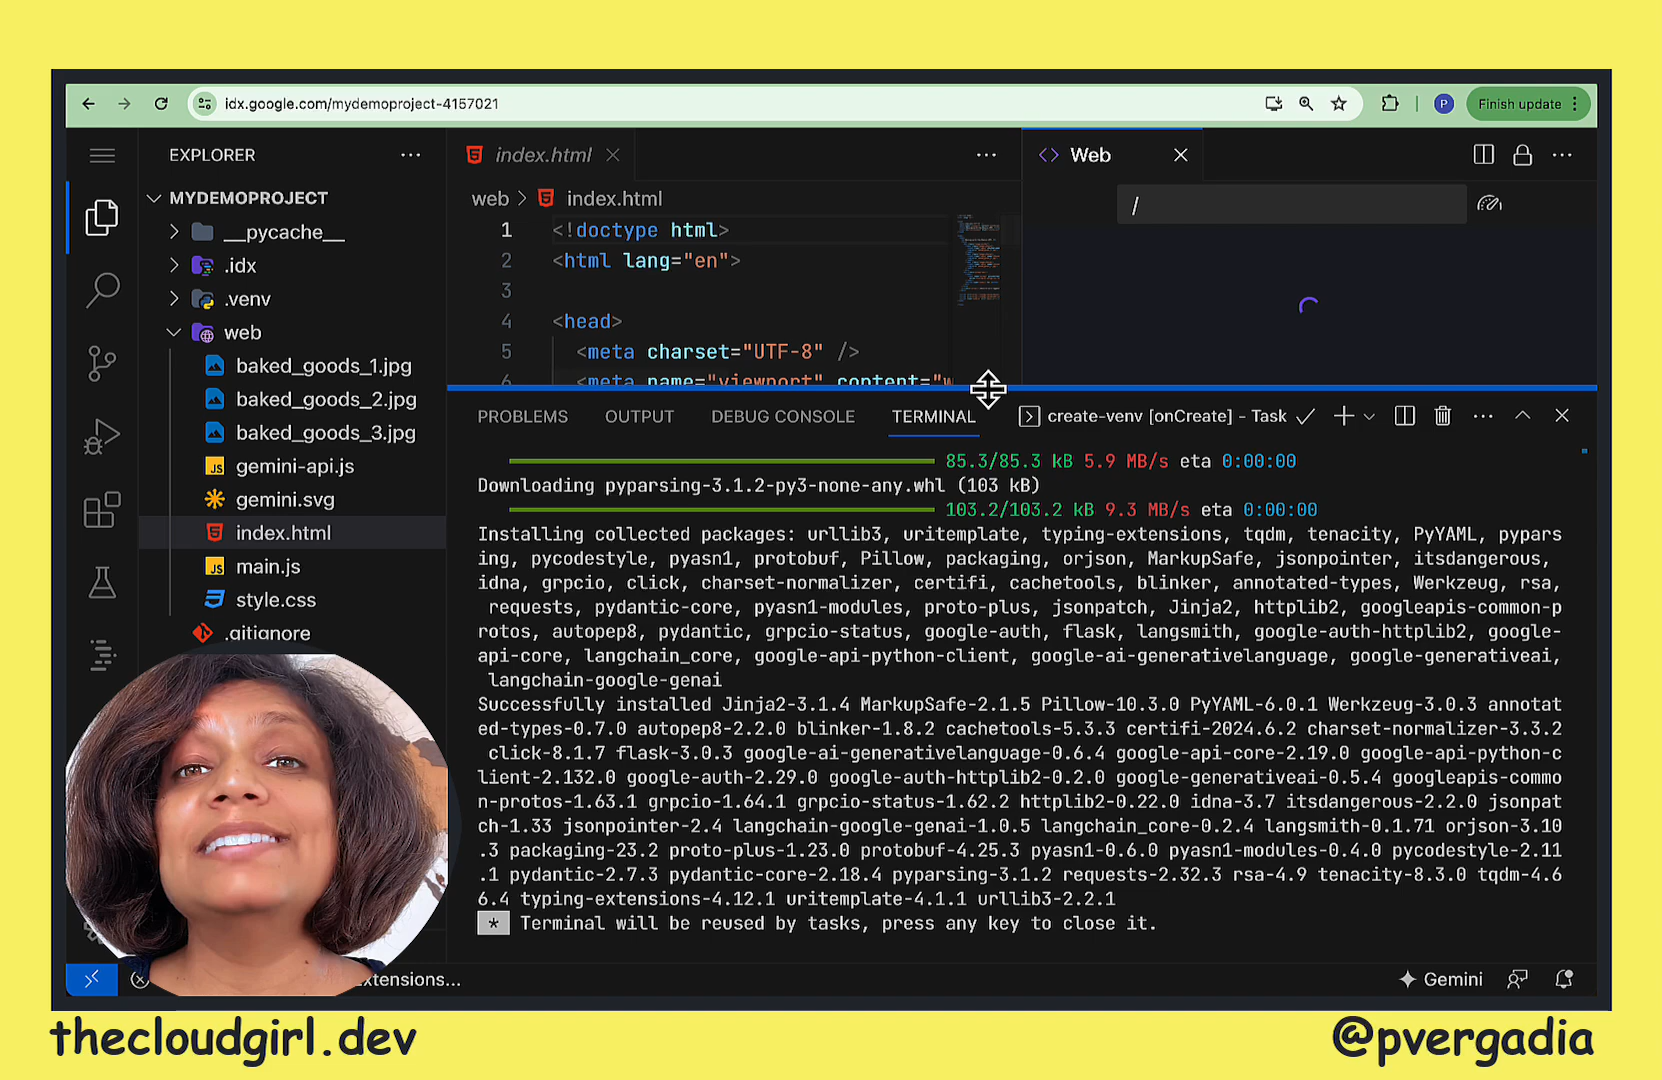 idx.google.com/mydemoproject-4157021
P
Finish update
EXPLORER
index.html
Web
MYDEMOPROJECT
web > index.html
/
__pycache__
.idx
.venv
web
baked_goods_1.jpg
baked_goods_2.jpg
baked_goods_3.jpg
JS gemini-api.js
gemini.svg
index.html
JS main.js
style.css
.gitignore
1 <!doctype html>
2 <html lang="en">
3
4 <head>
5 <meta charset="UTF-8" />
6 <meta name="viewport" content="w
PROBLEMS OUTPUT DEBUG CONSOLE TERMINAL create-venv [onCreate] - Task
85.3/85.3 kB 5.9 MB/s eta 0:00:00
Downloading pyparsing-3.1.2-py3-none-any.whl (103 kB)
103.2/103.2 kB 9.3 MB/s eta 0:00:00
Installing collected packages: urllib3, uritemplate, typing-extensions, tqdm, tenacity, PyYAML, pypars
ing, pycodestyle, pyasn1, protobuf, Pillow, packaging, orjson, MarkupSafe, jsonpointer, itsdangerous,
idna, grpcio, click, charset-normalizer, certifi, cachetools, blinker, annotated-types, Werkzeug, rsa,
requests, pydantic-core, pyasn1-modules, proto-plus, jsonpatch, Jinja2, httplib2, googleapis-common-p
rotos, autopep8, pydantic, grpcio-status, google-auth, flask, langsmith, google-auth-httplib2, google-
api-core, langchain_core, google-api-python-client, google-ai-generativelanguage, google-generativeai,
langchain-google-genai
Successfully installed Jinja2-3.1.4 MarkupSafe-2.1.5 Pillow-10.3.0 PyYAML-6.0.1 Werkzeug-3.0.3 annotat
ed-types-0.7.0 autopep8-2.2.0 blinker-1.8.2 cachetools-5.3.3 certifi-2024.6.2 charset-normalizer-3.3.2
click-8.1.7 flask-3.0.3 google-ai-generativelanguage-0.6.4 google-api-core-2.19.0 google-api-python-c
lient-2.132.0 google-auth-2.29.0 google-auth-httplib2-0.2.0 google-generativeai-0.5.4 googleapis-commo
n-protos-1.63.1 grpcio-1.64.1 grpcio-status-1.62.2 httplib2-0.22.0 idna-3.7 itsdangerous-2.2.0 jsonpat
ch-1.33 jsonpointer-2.4 langchain-google-genai-1.0.5 langchain_core-0.2.4 langsmith-0.1.71 orjson-3.10
.3 packaging-23.2 proto-plus-1.23.0 protobuf-4.25.3 pyasn1-0.6.0 pyasn1-modules-0.4.0 pycodestyle-2.11
.1 pydantic-2.7.3 pydantic-core-2.18.4 pyparsing-3.1.2 requests-2.32.3 rsa-4.9 tenacity-8.3.0 tqdm-4.6
6.4 typing-extensions-4.12.1 uritemplate-4.1.1 urllib3-2.2.1
* Terminal will be reused by tasks, press any key to close it.
xtensions...
Gemini
thecloudgirl.dev
@pvergadia